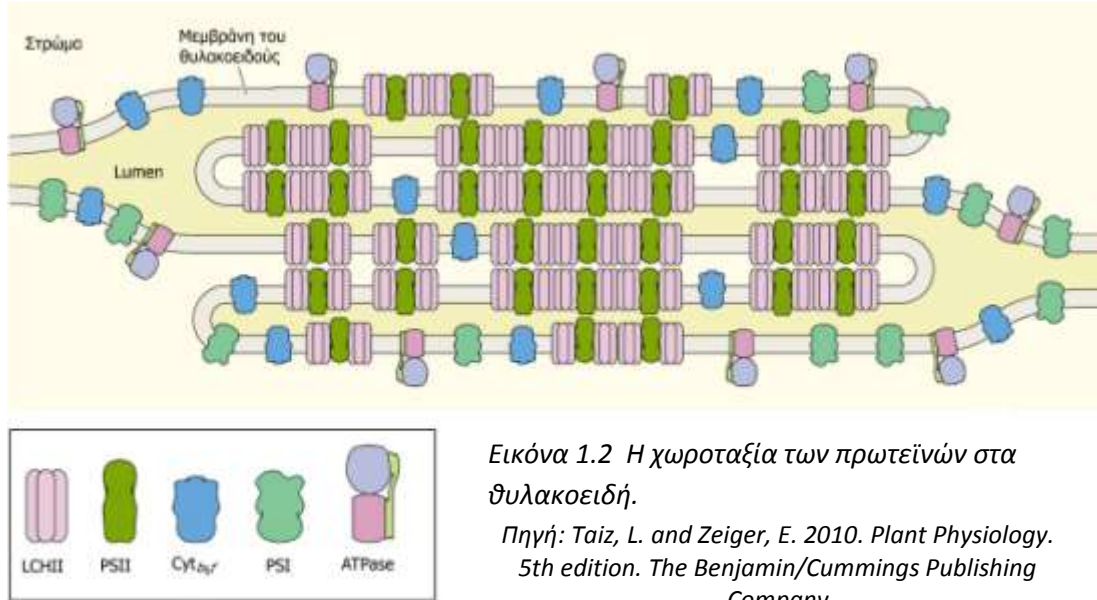 Στρώμα
Μεμβράνη του
θυλακοειδούς
Lumen
LCHII PSII Cyt b₆f PSI ATPase
Εικόνα 1.2 Η χωροταξία των πρωτεϊνών στα
θυλακοειδή.
Πηγή: Taiz, L. and Zeiger, E. 2010. Plant Physiology.
5th edition. The Benjamin/Cummings Publishing
Company